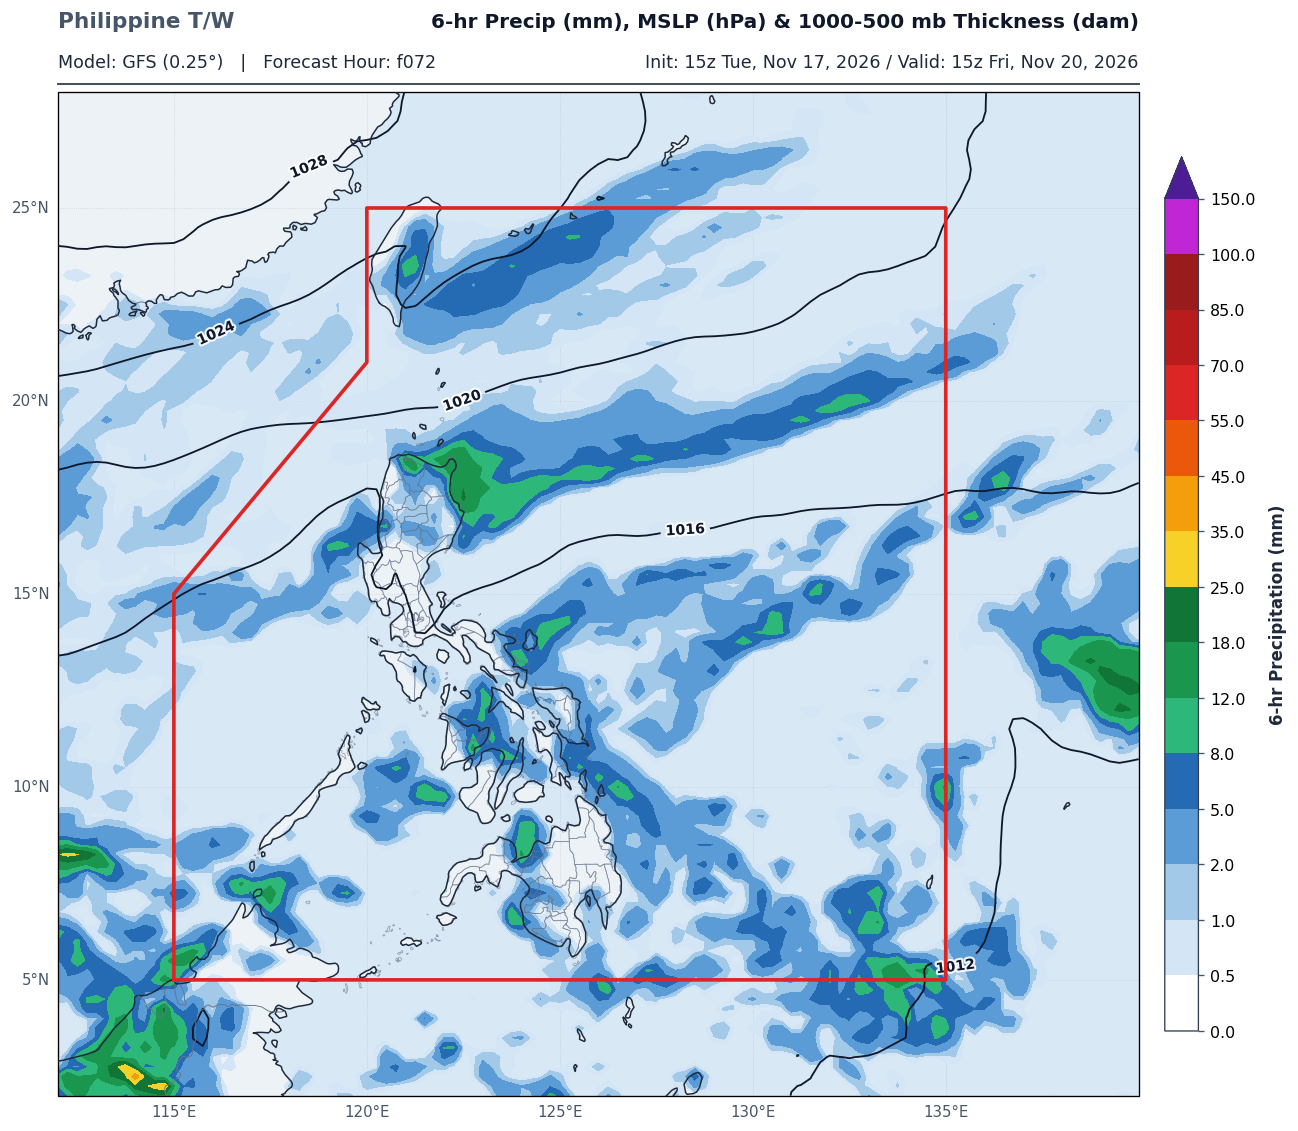 Philippine T/W
6-hr Precip (mm), MSLP (hPa) & 1000-500 mb Thickness (dam)
Model: GFS (0.25°) | Forecast Hour: f072
Init: 15z Tue, Nov 17, 2026 / Valid: 15z Fri, Nov 20, 2026
1028
1024
1020
1016
1012
25°N
20°N
15°N
10°N
5°N
115°E
120°E
125°E
130°E
135°E
150.0
100.0
85.0
70.0
55.0
45.0
35.0
25.0
18.0
12.0
8.0
5.0
2.0
1.0
0.5
0.0
6-hr Precipitation (mm)